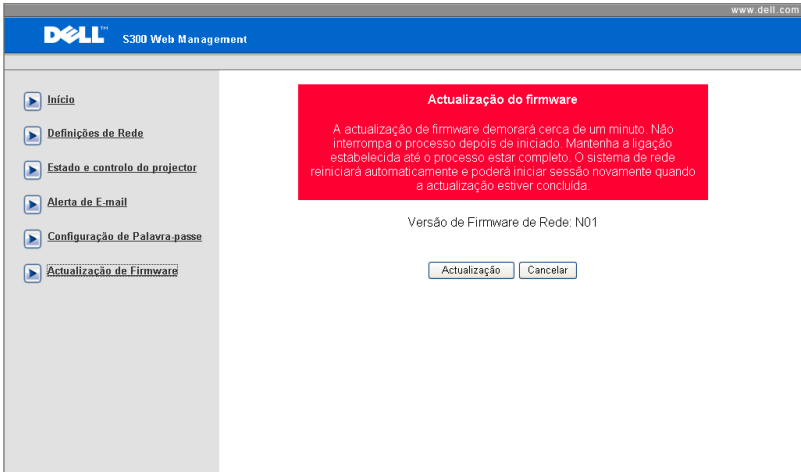 www.dell.com
DELL™ S300 Web Management
Início
Definições de Rede
Estado e controlo do projector
Alerta de E-mail
Configuração de Palavra-passe
Actualização de Firmware
Actualização do firmware
A actualização de firmware demorará cerca de um minuto. Não
interrompa o processo depois de iniciado. Mantenha a ligação
estabelecida até o processo estar completo. O sistema de rede
reiniciará automaticamente e poderá iniciar sessão novamente quando
a actualização estiver concluída.
Versão de Firmware de Rede: N01
Actualização Cancelar